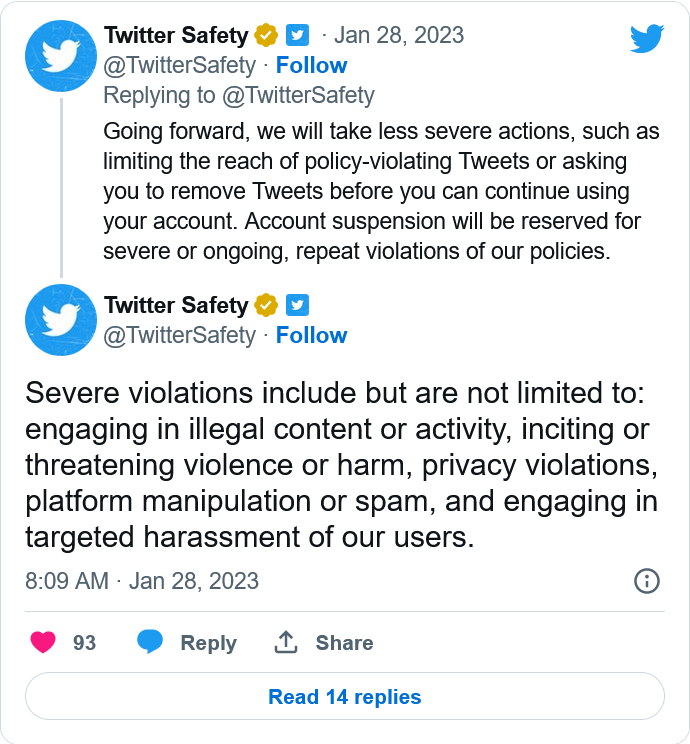 Twitter Safety · Jan 28, 2023
@TwitterSafety · Follow
Replying to @TwitterSafety
Going forward, we will take less severe actions, such as
limiting the reach of policy-violating Tweets or asking
you to remove Tweets before you can continue using
your account. Account suspension will be reserved for
severe or ongoing, repeat violations of our policies.
Twitter Safety
@TwitterSafety · Follow
Severe violations include but are not limited to:
engaging in illegal content or activity, inciting or
threatening violence or harm, privacy violations,
platform manipulation or spam, and engaging in
targeted harassment of our users.
8:09 AM · Jan 28, 2023
93 Reply Share
Read 14 replies